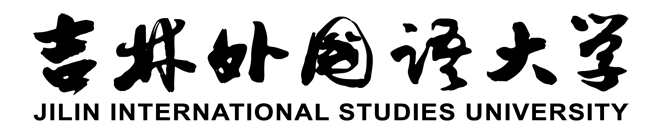 吉林外国语大学
JILIN INTERNATIONAL STUDIES UNIVERSITY